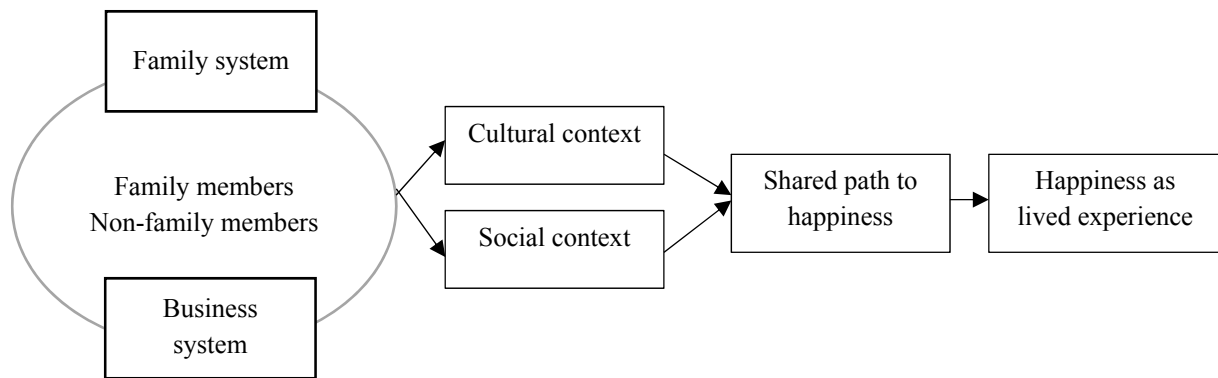 Family system
Family members
Non-family members
Business
system
Cultural context
Social context
Shared path to
happiness
Happiness as
lived experience